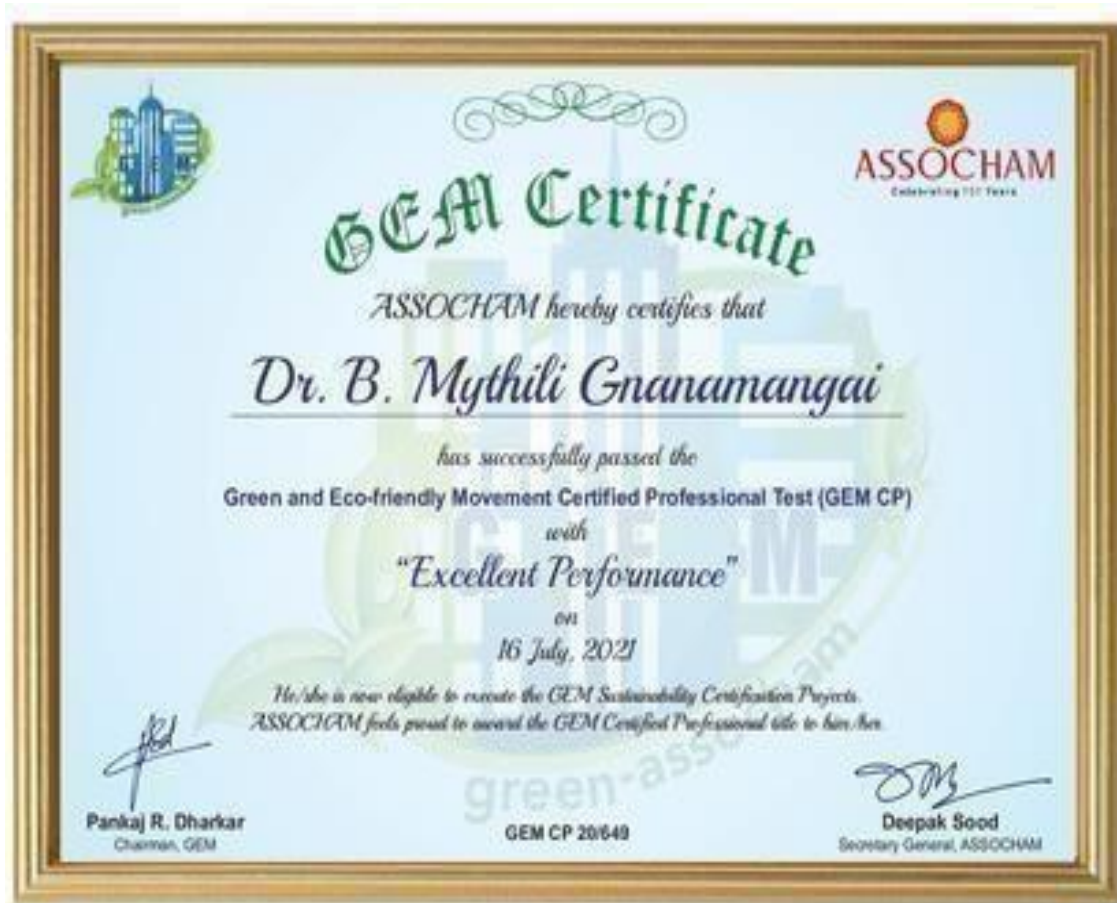 ASSOCHAM
GEM Certificate
ASSOCHAM hereby certifies that
Dr. B. Mythili Gnanamangai
has successfully passed the
Green and Eco-friendly Movement Certified Professional Test (GEM CP)
with
“Excellent Performance”
on
16 July, 2021
He/she is now eligible to execute the GEM Sustainability Certification Projects.
ASSOCHAM feels proud to award the GEM Certified Professional title to him/her.
G E M
green-assocham
Pankaj R. Dharkar
Chairman, GEM
GEM CP 20/649
Deepak Sood
Secretary General, ASSOCHAM